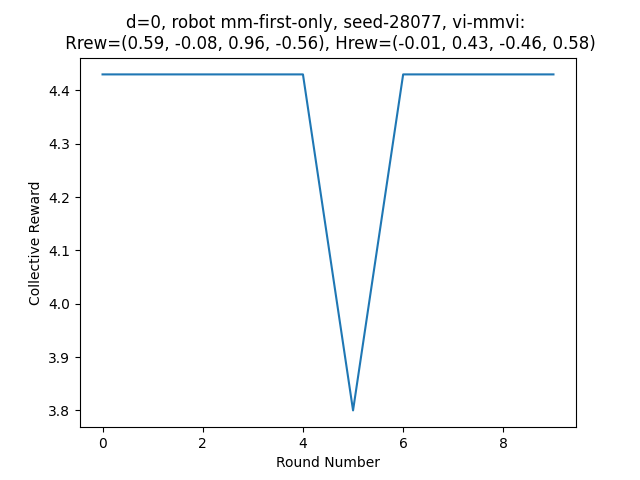 d=0, robot mm-first-only, seed-28077, vi-mmvi:
Rrew=(0.59, -0.08, 0.96, -0.56), Hrew=(-0.01, 0.43, -0.46, 0.58)
4.4
4.3
4.2
4.1
4.0
3.9
3.8
Collective Reward
0 2 4 6 8
Round Number